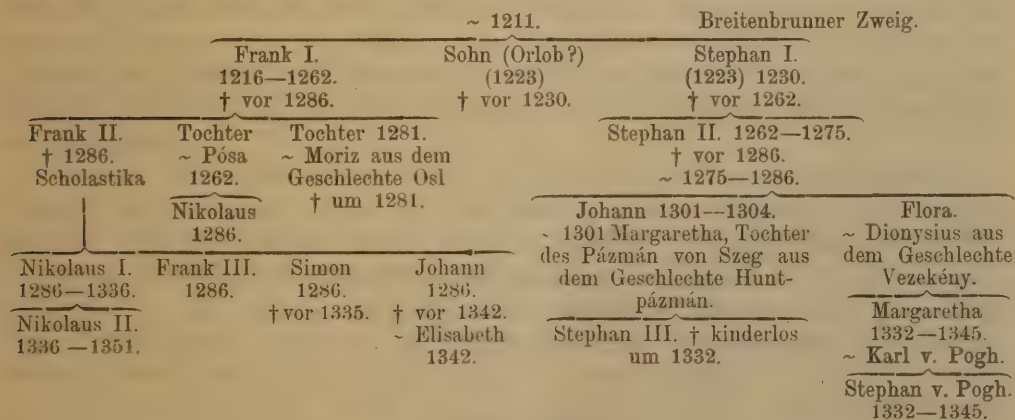 ~ 1211. Breitenbrunner Zweig.
Frank I. Sohn (Orlob?) Stephan I.
1216—1262. (1223) (1223) 1230.
† vor 1286. † vor 1230. † vor 1262.
Frank II. Tochter Tochter 1281. Stephan II. 1262—1275.
† 1286. ~ Pósa ~ Moriz aus dem † vor 1286.
Scholastika 1262. Geschlechte Osl ~ 1275—1286.
† um 1281.
Nikolaus Johann 1301—1304. Flora.
1286. ~ 1301 Margaretha, Tochter ~ Dionysius aus
des Pázmán von Szeg aus dem Geschlechte
Nikolaus I. Frank III. Simon Johann dem Geschlechte Hunt- Vezekény.
1286—1336. 1286. 1286. 1286. pázmán.
† vor 1335. † vor 1342. Margaretha
Nikolaus II. ~ Elisabeth Stephan III. † kinderlos 1332—1345.
1336—1351. 1342. um 1332. ~ Karl v. Pogh.
Stephan v. Pogh.
1332—1345.